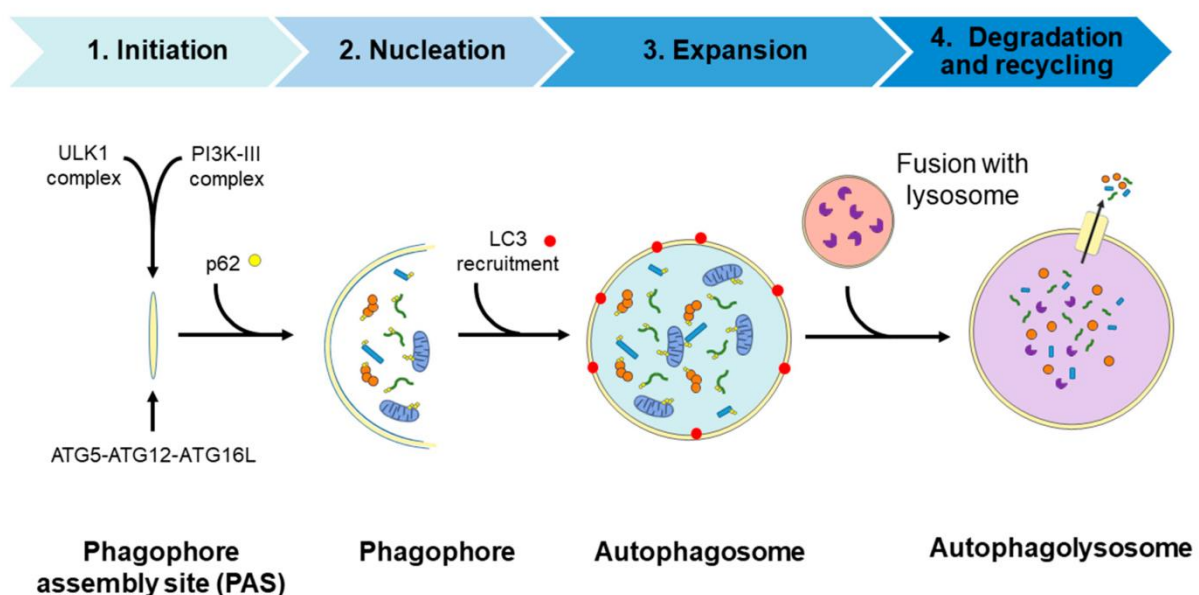 1. Initiation
2. Nucleation
3. Expansion
4. Degradation
and recycling
ULK1
complex
PI3K-III
complex
p62
ATG5-ATG12-ATG16L
LC3
recruitment
Fusion with
lysosome
Phagophore
assembly site (PAS)
Phagophore
Autophagosome
Autophagolysosome